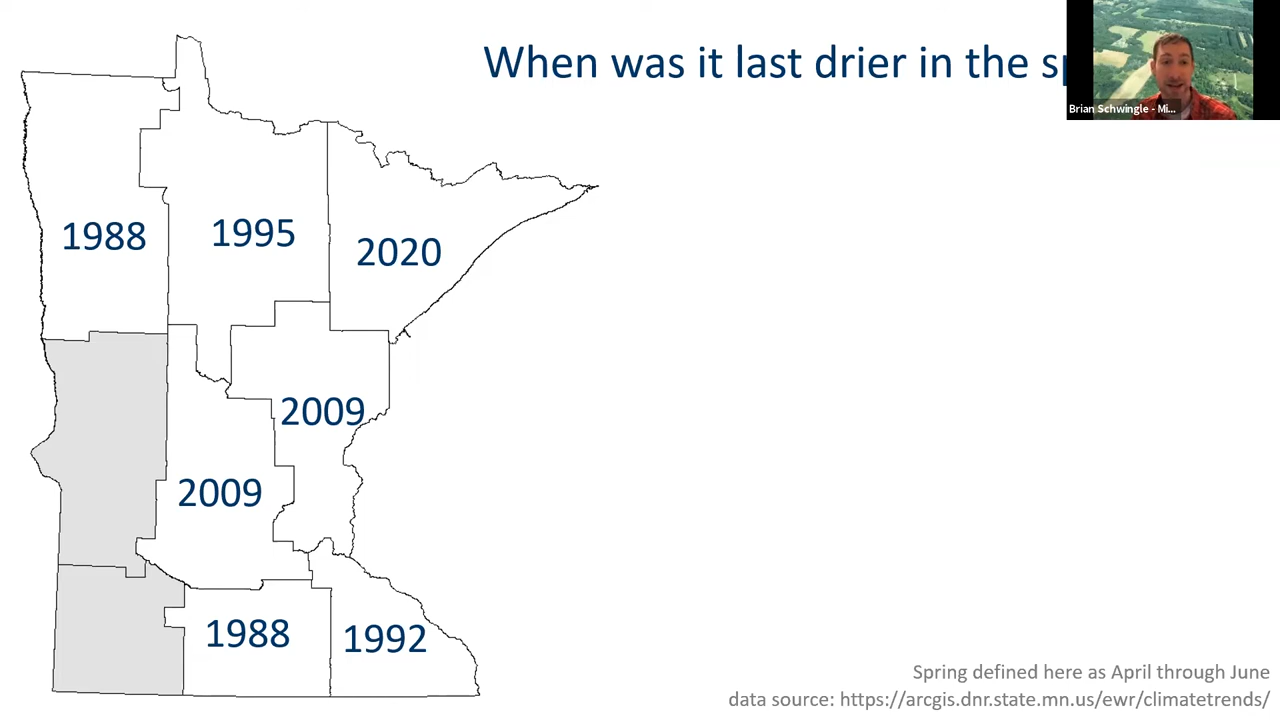 When was it last drier in the
Brian Schwingle - Mi...
1988
1995
2020
2009
2009
1988
1992
Spring defined here as April through June
data source: https://arcgis.dnr.state.mn.us/ewr/climatetrends/